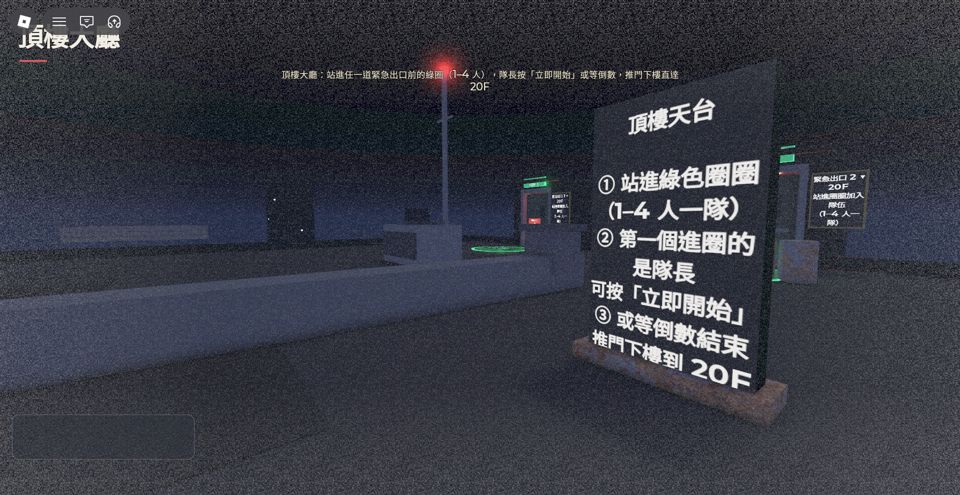 頂樓大廳
頂樓大廳：站進任一道緊急出口前的綠圈（1–4 人），隊長按「立即開始」或等倒數，推門下樓直達
20F
頂樓天台
① 站進綠色圈圈
（1–4 人一隊）
② 第一個進圈的
是隊長
可按「立即開始」
③ 或等倒數結束
推門下樓到 20F
緊急出口 2
20F
站進圈圈加入
隊伍
（1–4 人一
隊）